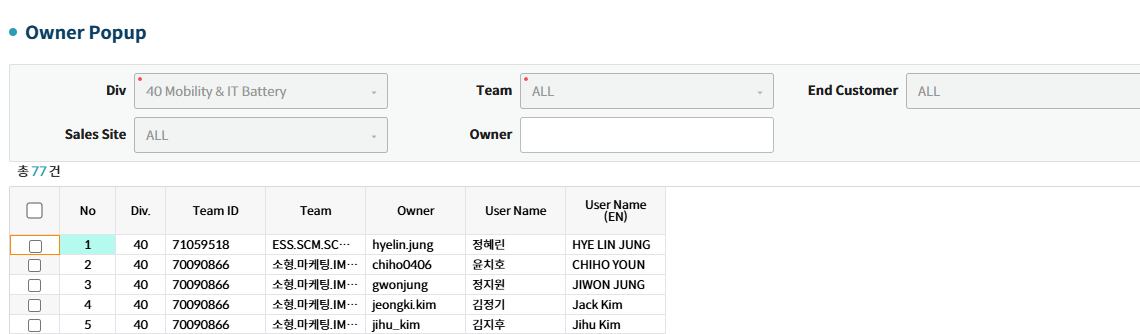 Owner Popup
Div 40 Mobility & IT Battery Team ALL End Customer ALL
Sales Site ALL Owner
총 77 건
No Div. Team ID Team Owner User Name User Name (EN)
1 40 71059518 ESS.SCM.SC··· hyelin.jung 정혜린 HYE LIN JUNG
2 40 70090866 소형.마케팅.IM··· chiho0406 윤치호 CHIHO YOUN
3 40 70090866 소형.마케팅.IM··· gwonjung 정지원 JIWON JUNG
4 40 70090866 소형.마케팅.IM··· jeongki.kim 김정기 Jack Kim
5 40 70090866 소형.마케팅.IM··· jihu_kim 김지후 Jihu Kim